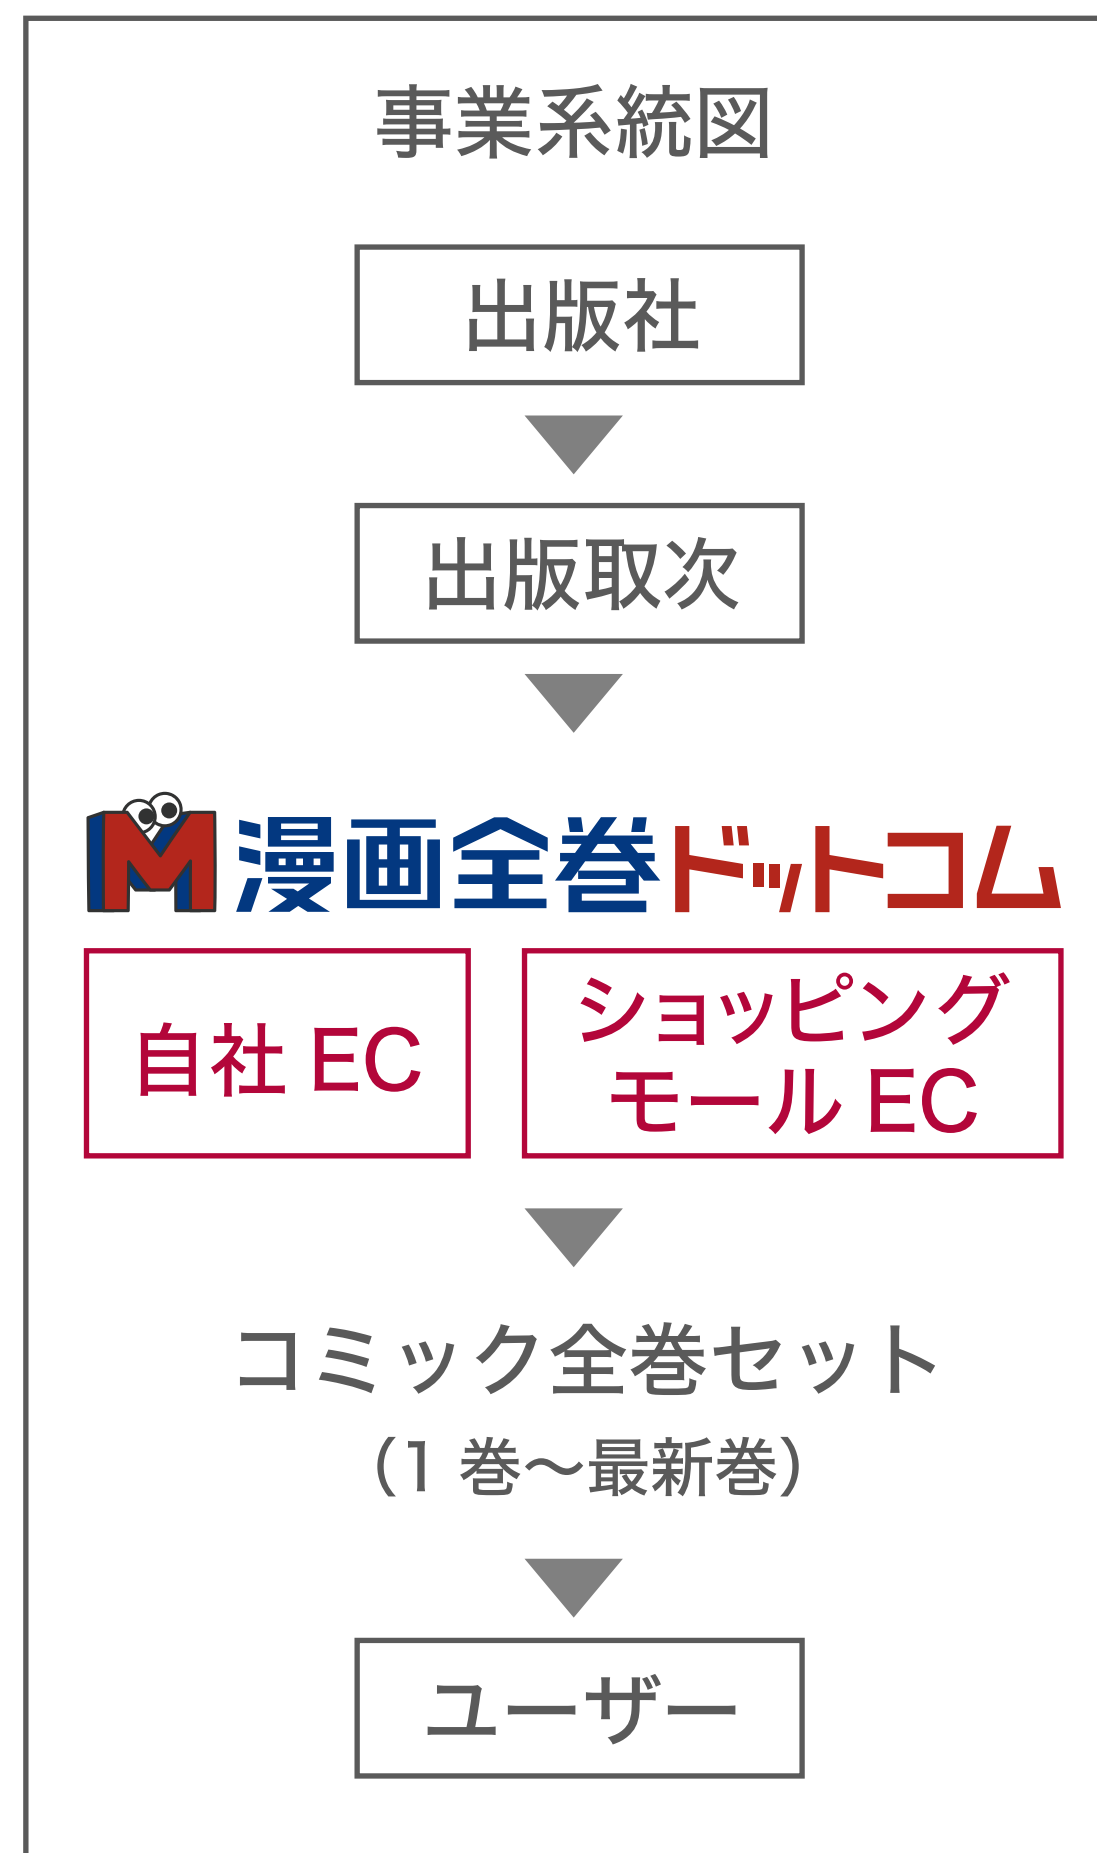 事業系統図
出版社
出版取次
M 漫画全巻ドットコム
自社 EC
ショッピング
モール EC
コミック全巻セット
（1 巻〜最新巻）
ユーザー